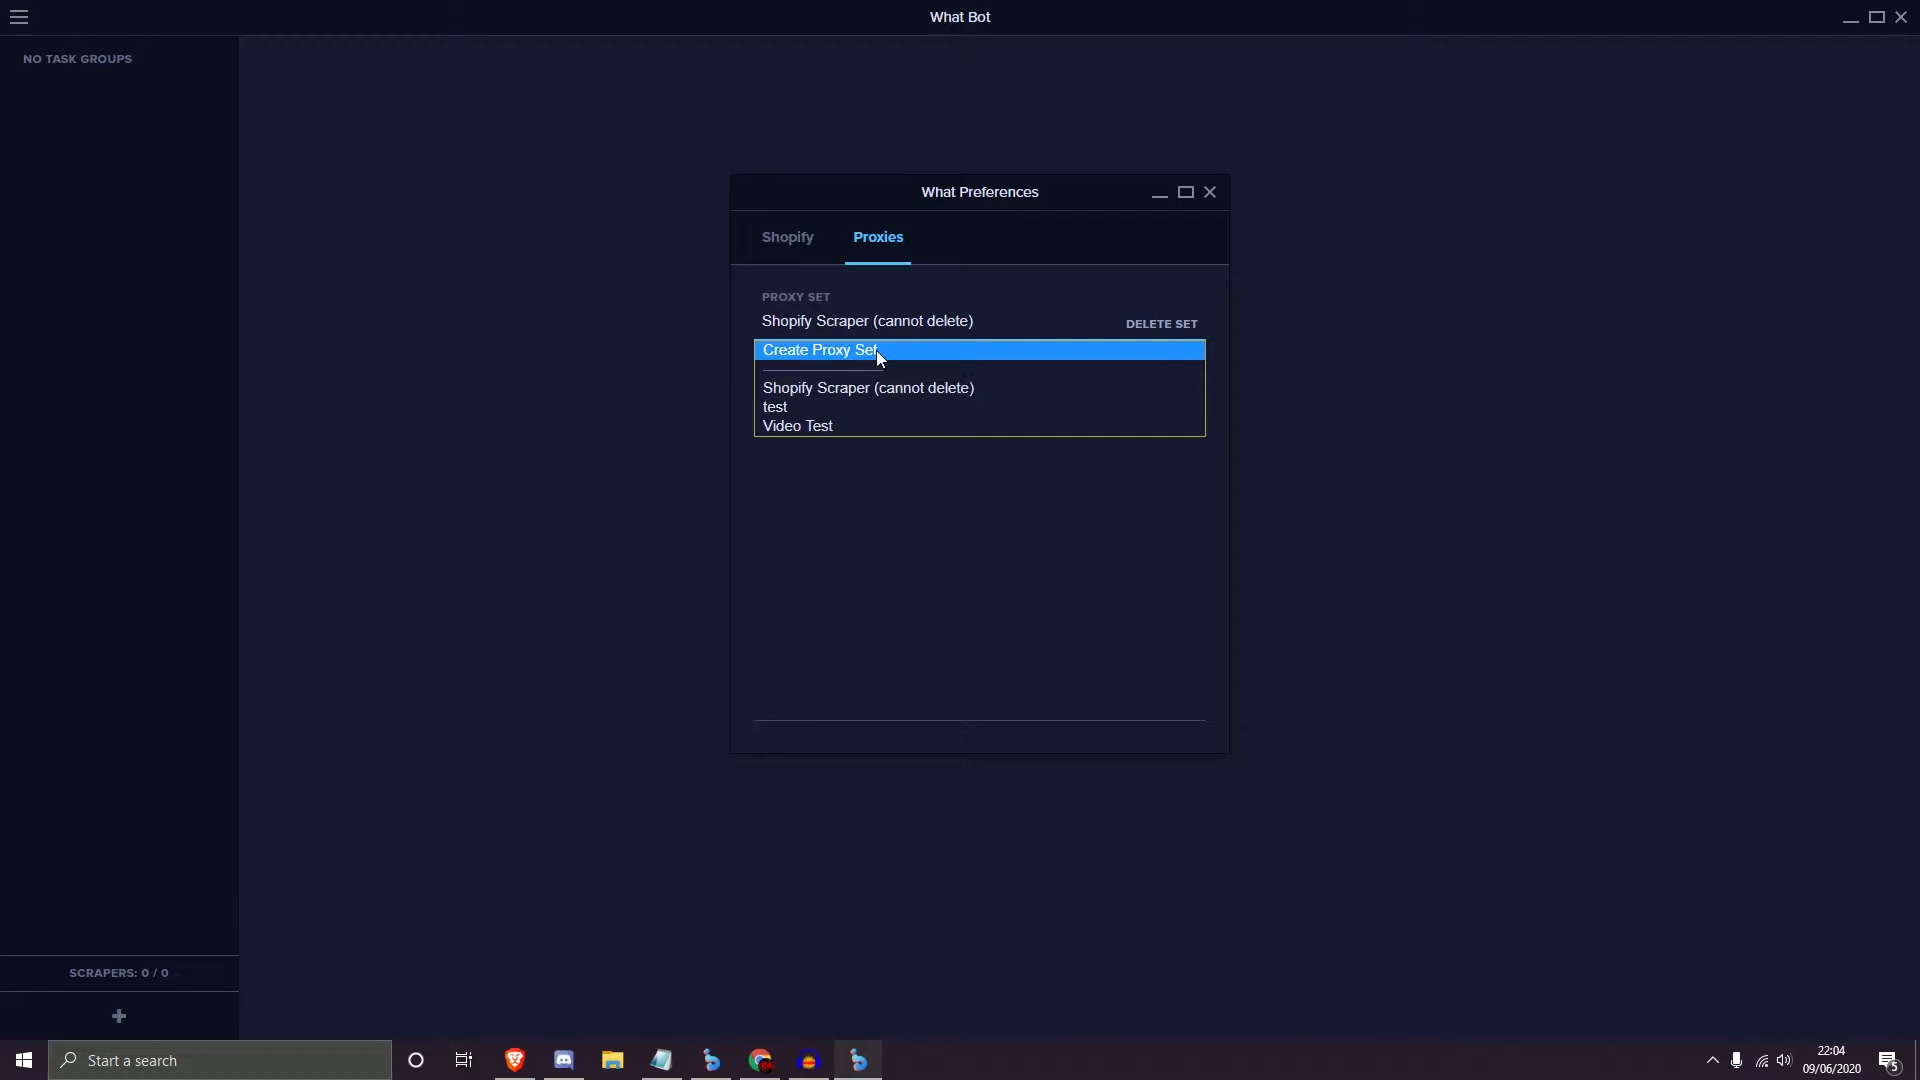 What Bot
NO TASK GROUPS
What Preferences
Shopify
Proxies
PROXY SET
Shopify Scraper (cannot delete)
DELETE SET
Create Proxy Set
Shopify Scraper (cannot delete)
test
Video Test
SCRAPERS: 0 / 0
Start a search
22:04
09/06/2020
5